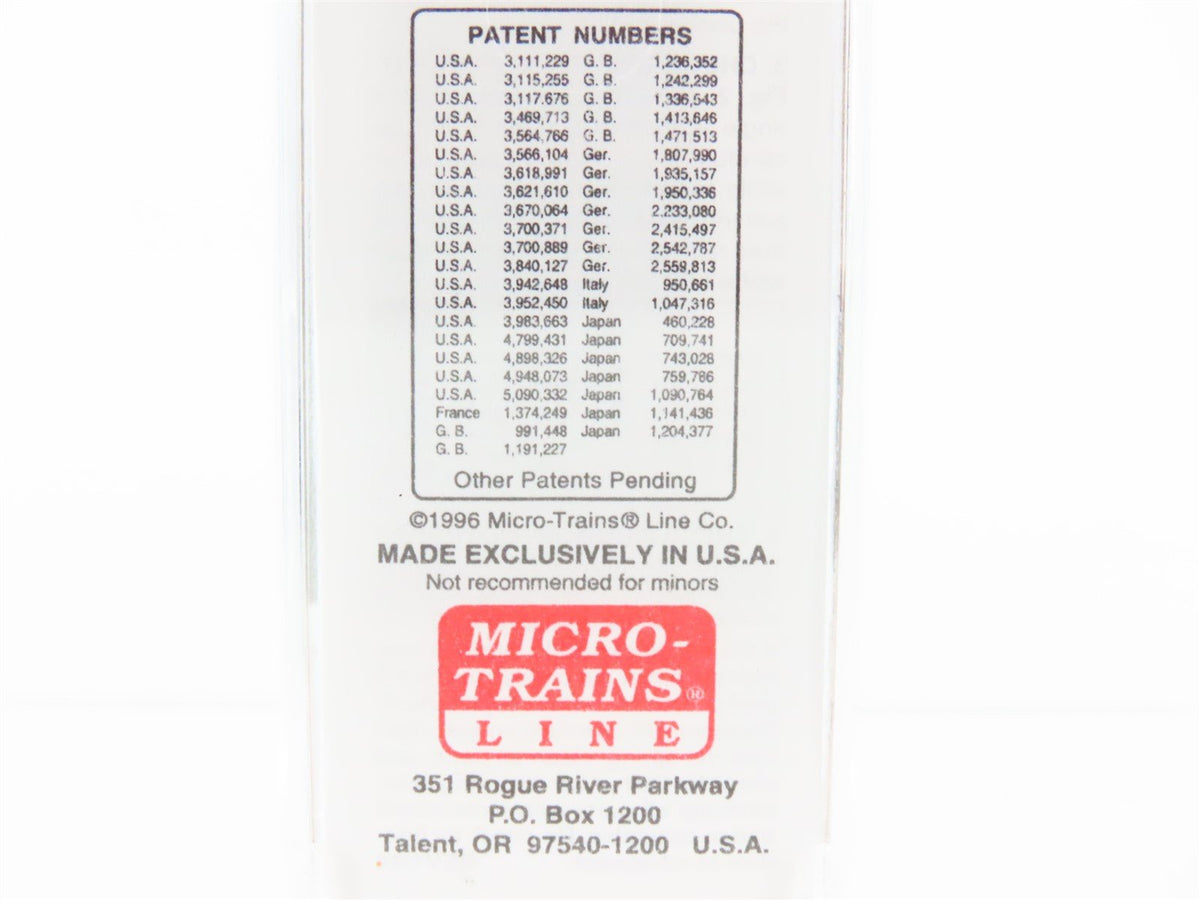 PATENT NUMBERS
U.S.A. 3,111,229 G. B. 1,236,352
U.S.A. 3,115,255 G. B. 1,242,299
U.S.A. 3,117.676 G. B. 1,336,543
U.S.A. 3,469,713 G. B. 1,413,646
U.S.A. 3,564,766 G. B. 1,471 513
U.S.A. 3,566,104 Ger. 1,807,990
U.S.A. 3,618,991 Ger. 1,935,157
U.S.A. 3,621,610 Ger. 1,950,336
U.S.A. 3,670,064 Ger. 2.233,080
U.S.A. 3,700,371 Ger. 2,415,497
U.S.A. 3,700,889 Ger. 2,542,787
U.S.A. 3,840,127 Ger. 2,559,813
U.S.A. 3,942,648 Italy 950,661
U.S.A. 3,952,450 Italy 1,047,316
U.S.A. 3,983,663 Japan 460,228
U.S.A. 4,799,431 Japan 709,741
U.S.A. 4,898,326 Japan 743,028
U.S.A. 4,948,073 Japan 759,786
U.S.A. 5,090,332 Japan 1,090,764
France 1,374,249 Japan 1,141,436
G. B. 991,448 Japan 1,204,377
G. B. 1,191,227
Other Patents Pending
©1996 Micro-Trains® Line Co.
MADE EXCLUSIVELY IN U.S.A.
Not recommended for minors
MICRO-
TRAINS®
LINE
351 Rogue River Parkway
P.O. Box 1200
Talent, OR 97540-1200 U.S.A.